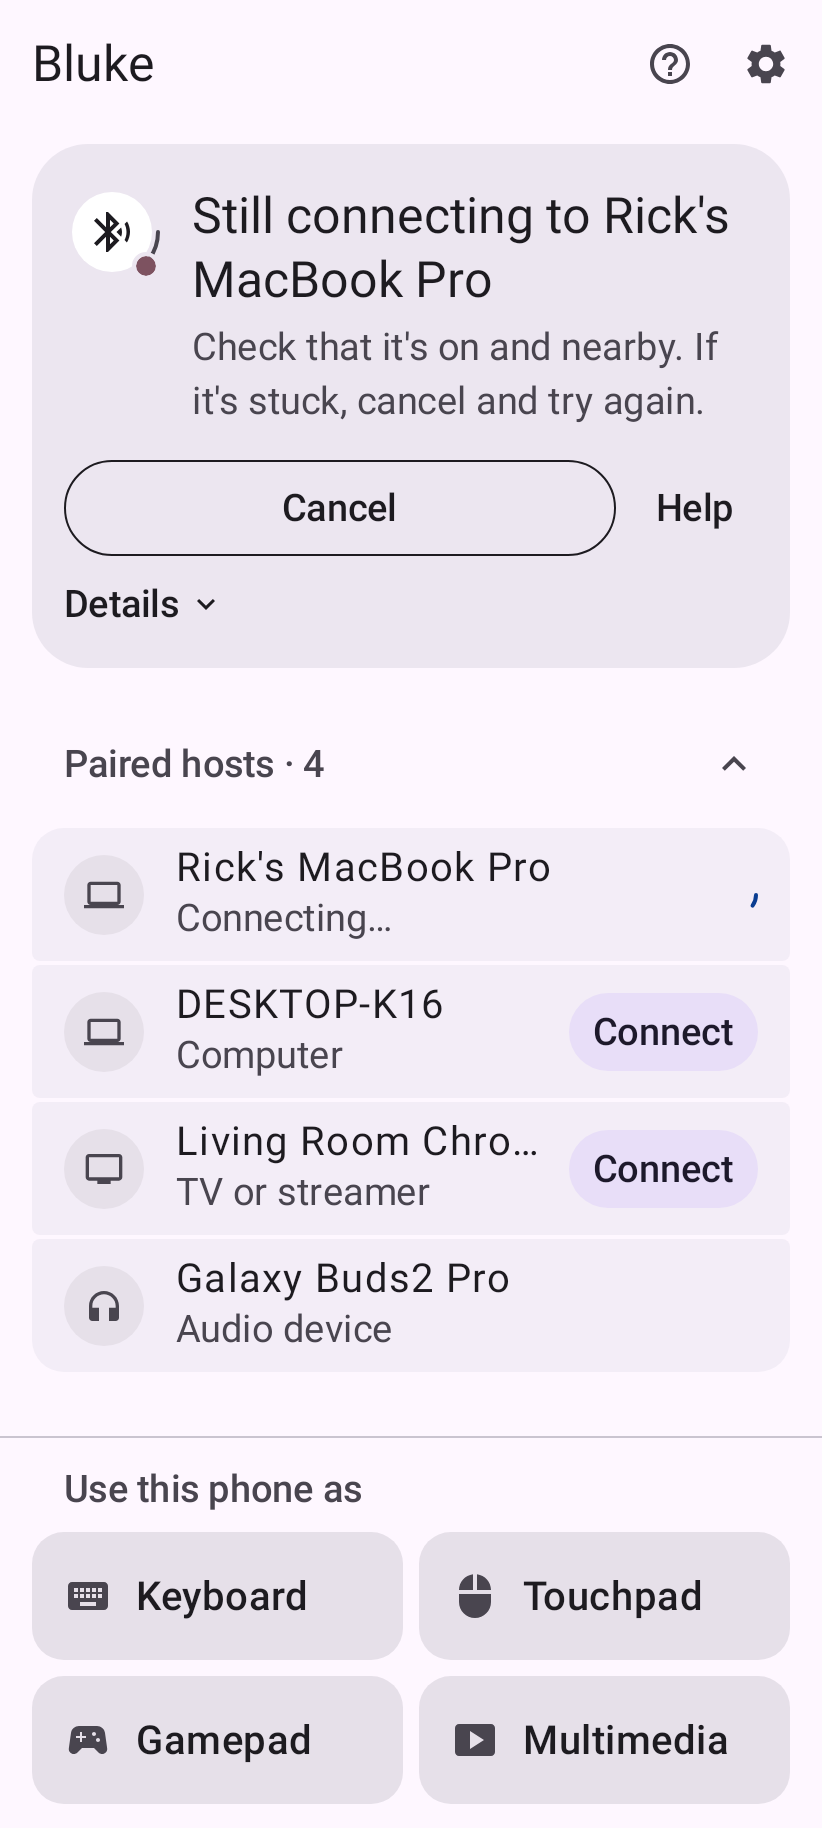 Bluke
Still connecting to Rick's
MacBook Pro
Check that it's on and nearby. If
it's stuck, cancel and try again.
Cancel
Help
Details
Paired hosts · 4
Rick's MacBook Pro
Connecting...
DESKTOP-K16
Computer
Connect
Living Room Chro...
TV or streamer
Connect
Galaxy Buds2 Pro
Audio device
Use this phone as
Keyboard
Touchpad
Gamepad
Multimedia